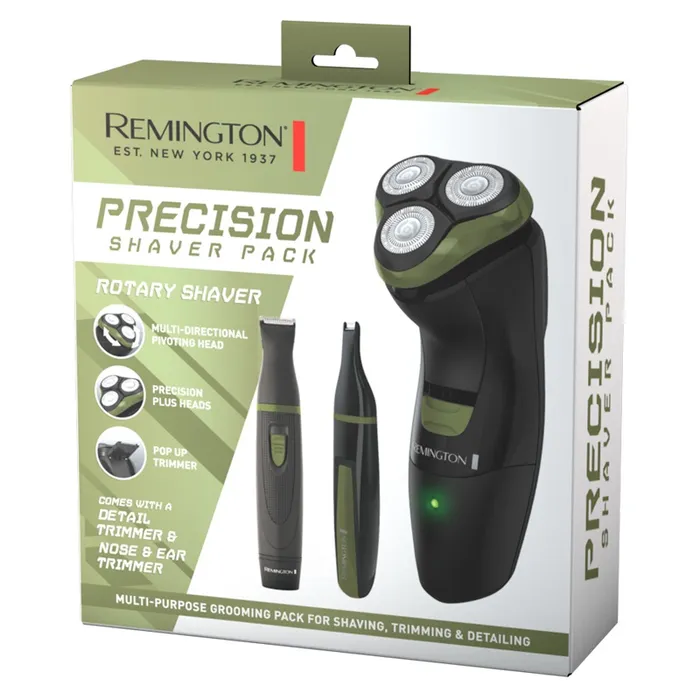 REMINGTON
EST. NEW YORK 1937
PRECISION
SHAVER PACK
ROTARY SHAVER
MULTI-DIRECTIONAL
PIVOTING HEAD
PRECISION
PLUS HEADS
POP UP
TRIMMER
COMES WITH A
DETAIL
TRIMMER &
NOSE & EAR
TRIMMER
REMINGTON
REMINGTON
REMINGTON
MULTI-PURPOSE GROOMING PACK FOR SHAVING, TRIMMING & DETAILING
PRECISION
SHAVER PACK